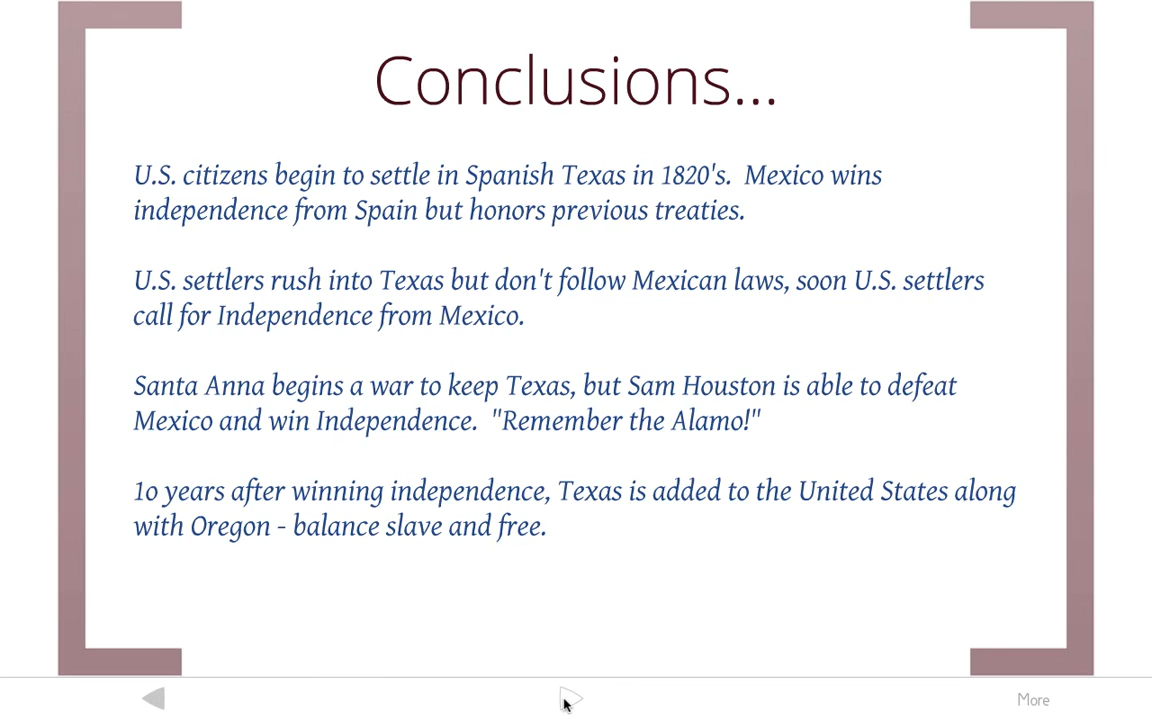 Conclusions...
U.S. citizens begin to settle in Spanish Texas in 1820's.  Mexico wins
independence from Spain but honors previous treaties.
U.S. settlers rush into Texas but don't follow Mexican laws, soon U.S. settlers
call for Independence from Mexico.
Santa Anna begins a war to keep Texas, but Sam Houston is able to defeat
Mexico and win Independence.  "Remember the Alamo!"
10 years after winning independence, Texas is added to the United States along
with Oregon - balance slave and free.
More